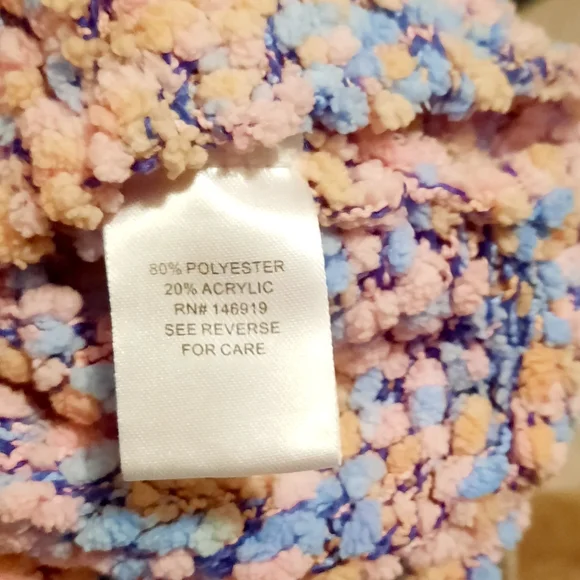 80% POLYESTER
20% ACRYLIC
RN# 146919
SEE REVERSE
FOR CARE